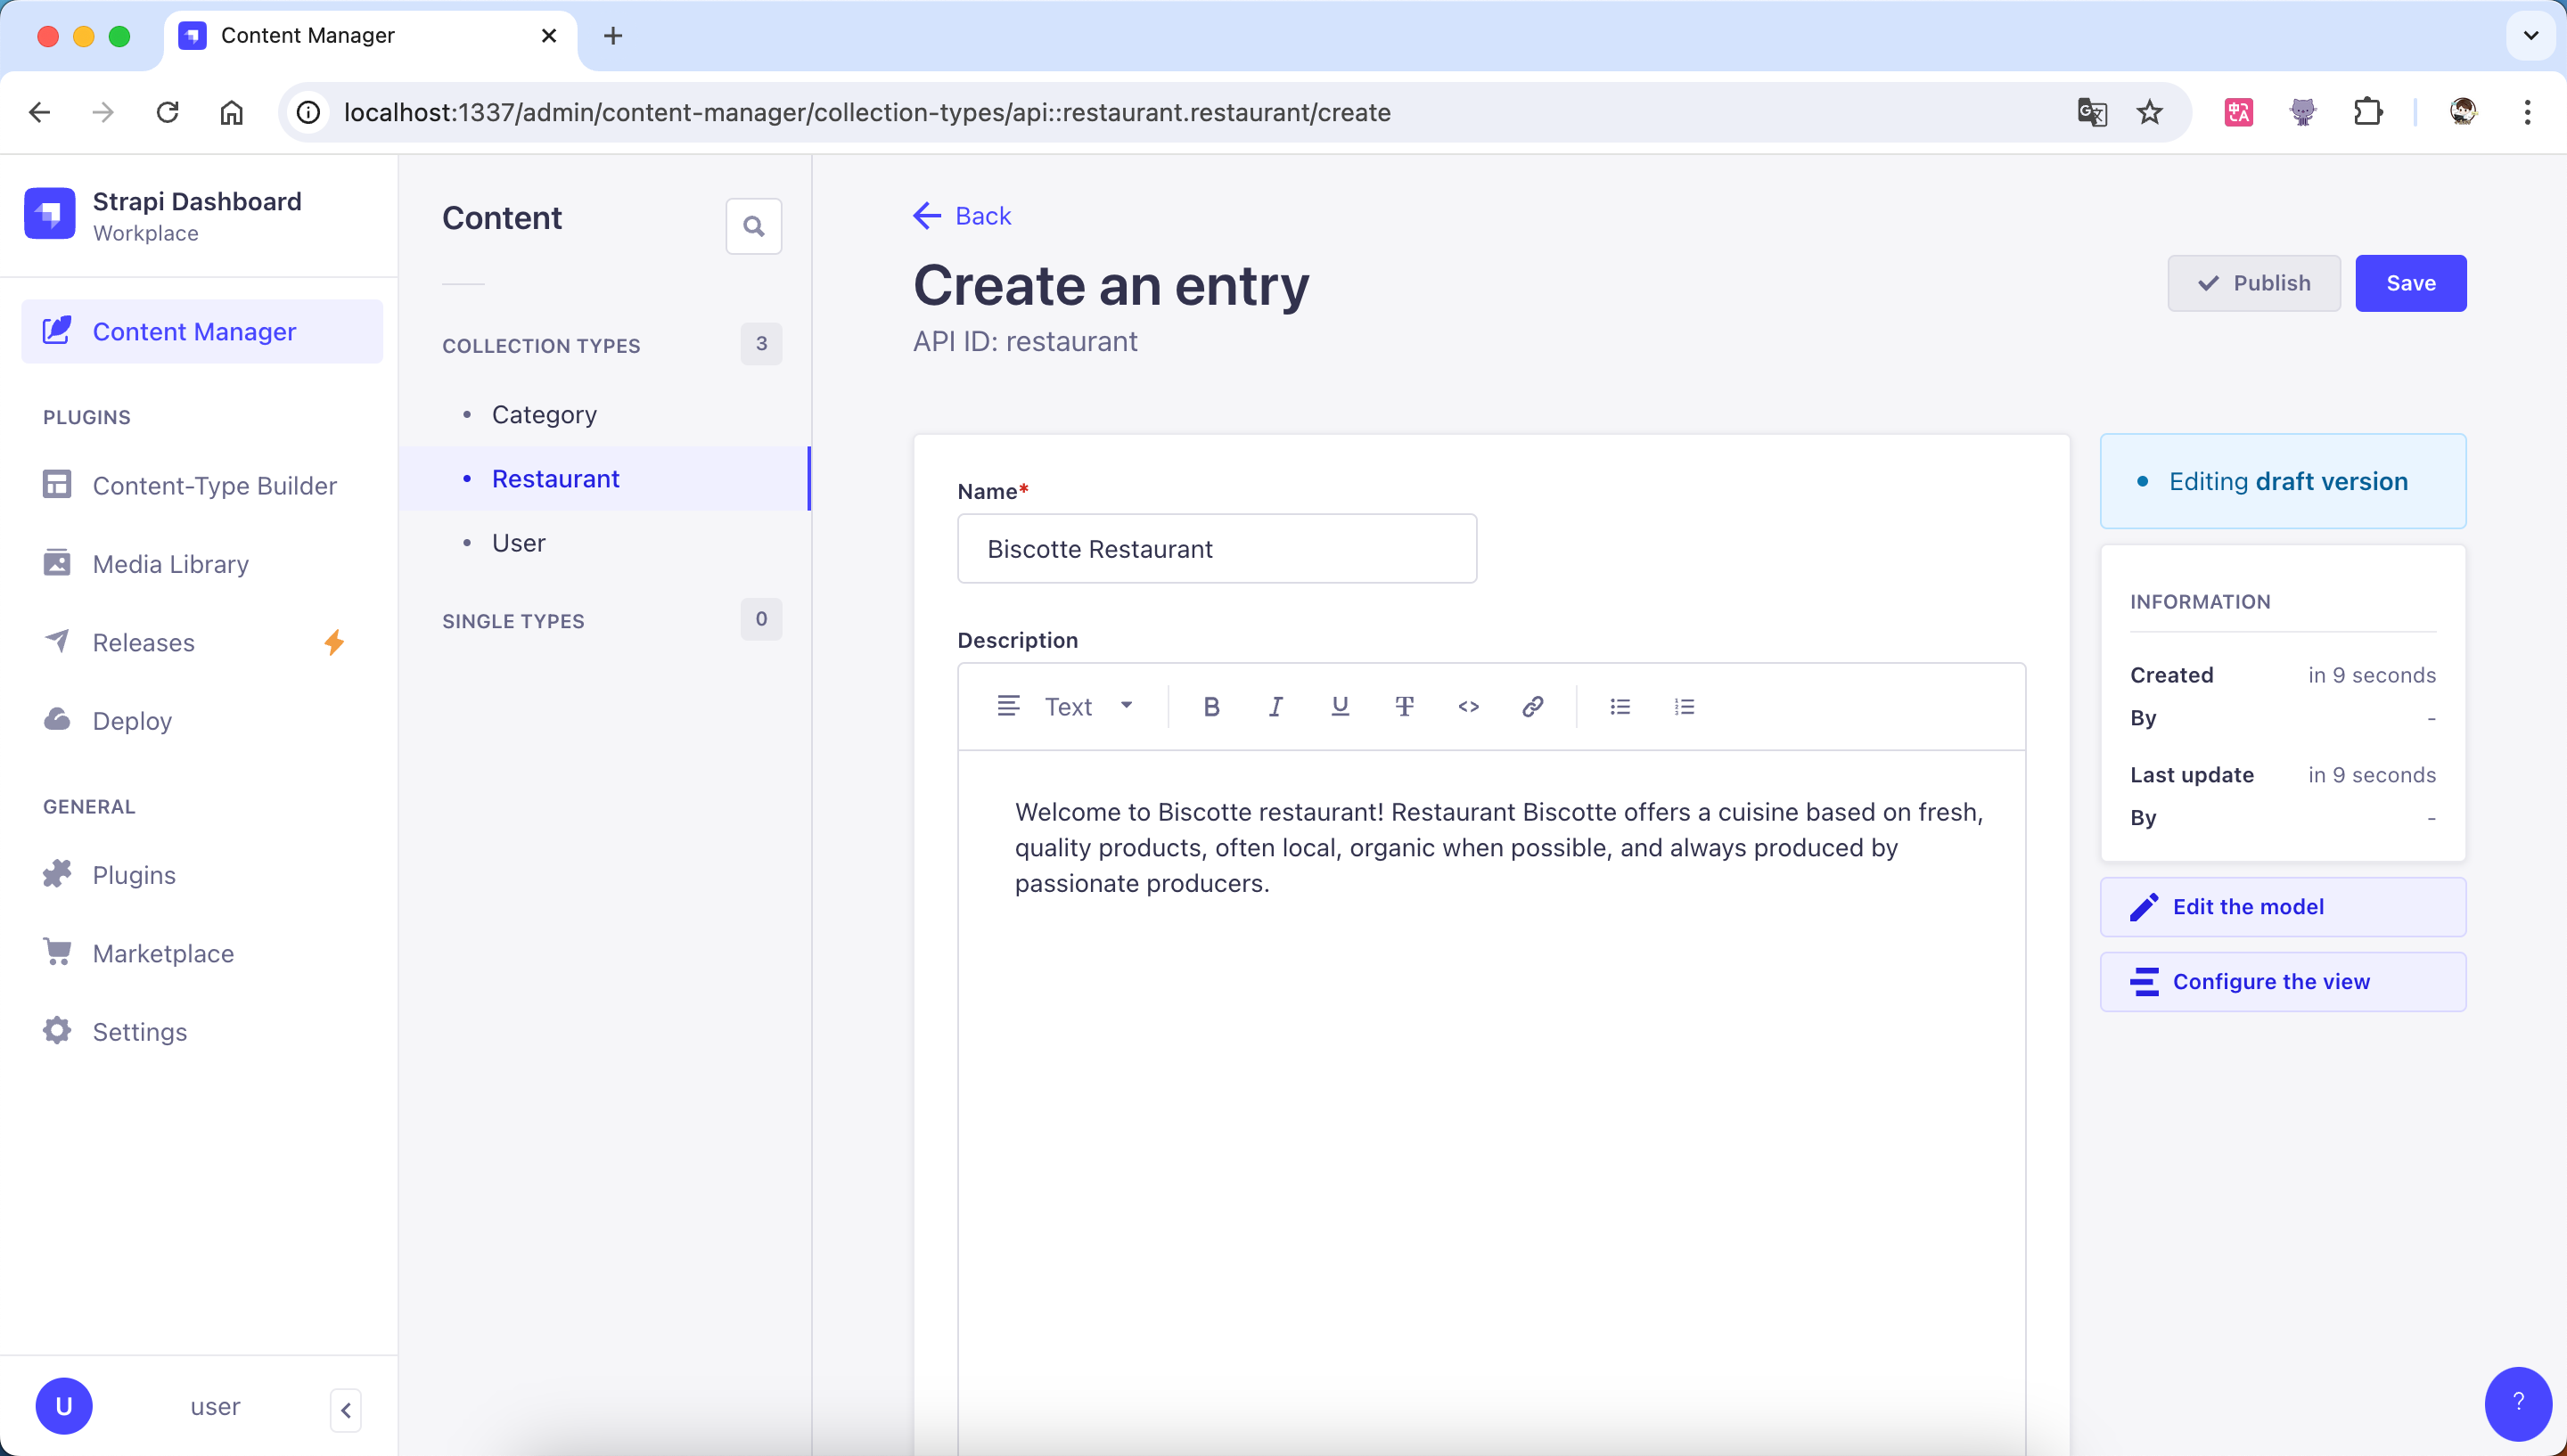 Content Manager
localhost:1337/admin/content-manager/collection-types/api::restaurant.restaurant/create
Strapi Dashboard
Workplace
Content Manager
PLUGINS
Content-Type Builder
Media Library
Releases
Deploy
GENERAL
Plugins
Marketplace
Settings
U
user
Content
COLLECTION TYPES
3
Category
Restaurant
User
SINGLE TYPES
0
Back
Create an entry
API ID: restaurant
Publish
Save
Name*
Biscotte Restaurant
Description
Text
Welcome to Biscotte restaurant! Restaurant Biscotte offers a cuisine based on fresh,
quality products, often local, organic when possible, and always produced by
passionate producers.
Editing draft version
INFORMATION
Created in 9 seconds
By -
Last update in 9 seconds
By -
Edit the model
Configure the view
?